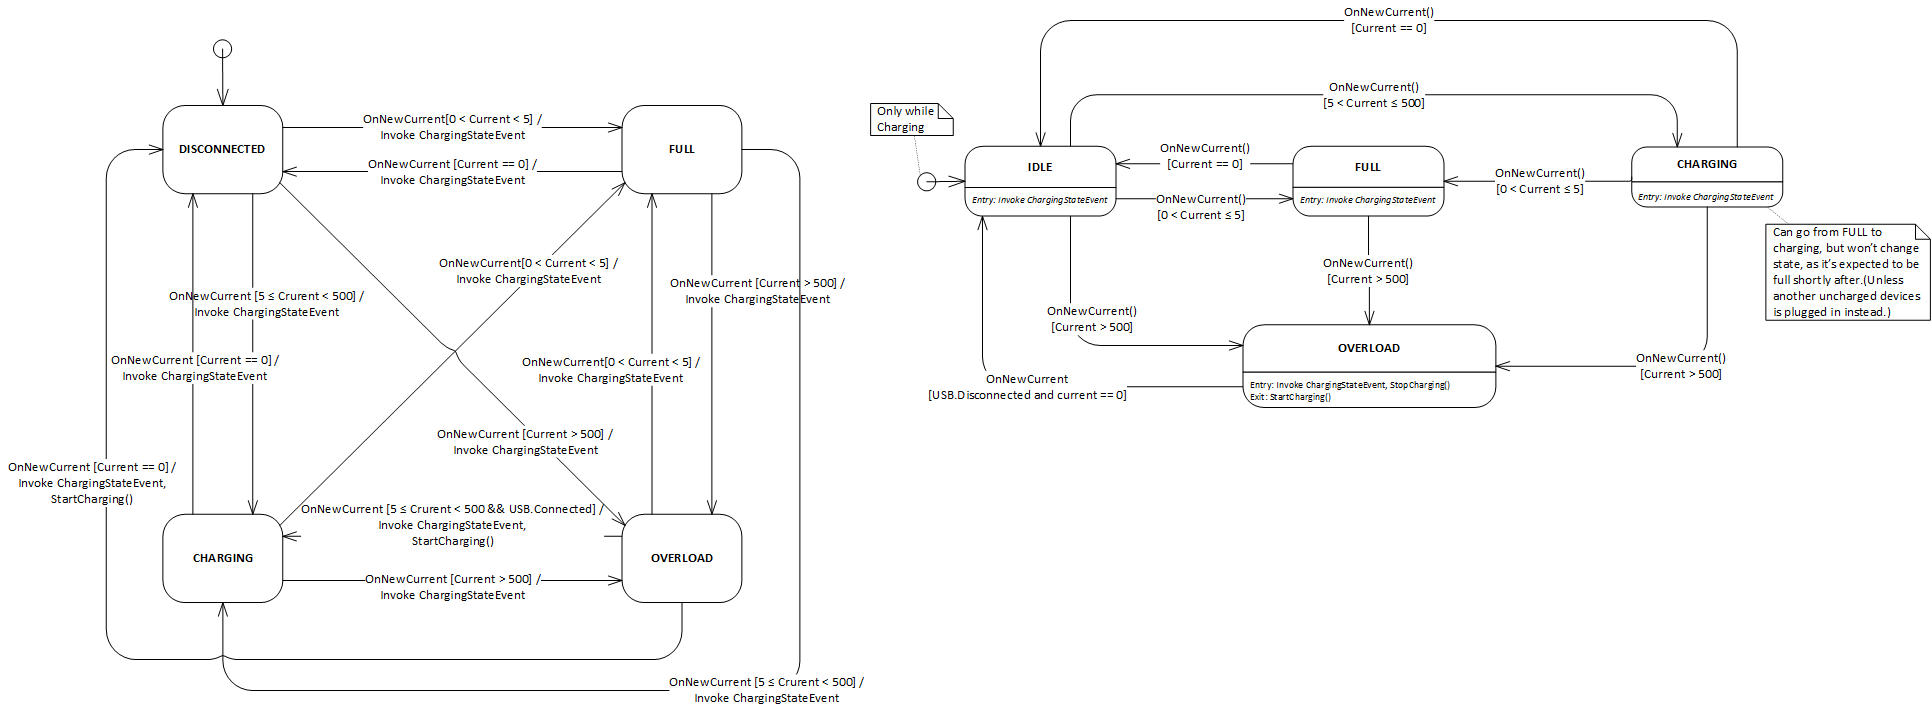 DISCONNECTED
OnNewCurrent[0 < Current < 5] /
Invoke ChargingStateEvent
FULL
OnNewCurrent [Current == 0] /
Invoke ChargingStateEvent
OnNewCurrent[0 < Current < 5] /
Invoke ChargingStateEvent
OnNewCurrent [5 ≤ Crurent < 500] /
Invoke ChargingStateEvent
OnNewCurrent [Current > 500] /
Invoke ChargingStateEvent
OnNewCurrent [Current == 0] /
Invoke ChargingStateEvent
OnNewCurrent[0 < Current < 5] /
Invoke ChargingStateEvent
OnNewCurrent [Current > 500] /
Invoke ChargingStateEvent
OnNewCurrent [Current == 0] /
Invoke ChargingStateEvent,
StartCharging()
OnNewCurrent [5 ≤ Crurent < 500 && USB.Connected] /
Invoke ChargingStateEvent,
StartCharging()
CHARGING
OVERLOAD
OnNewCurrent [Current > 500] /
Invoke ChargingStateEvent
OnNewCurrent [5 ≤ Crurent < 500] /
Invoke ChargingStateEvent
OnNewCurrent()
[Current == 0]
OnNewCurrent()
[5 < Current ≤ 500]
Only while
Charging
IDLE
Entry: Invoke ChargingStateEvent
OnNewCurrent()
[Current == 0]
OnNewCurrent()
[0 < Current ≤ 5]
FULL
Entry: Invoke ChargingStateEvent
OnNewCurrent()
[0 < Current ≤ 5]
CHARGING
Entry: Invoke ChargingStateEvent
Can go from FULL to
charging, but won't change
state, as it's expected to be
full shortly after.(Unless
another uncharged devices
is plugged in instead.)
OnNewCurrent()
[Current > 500]
OnNewCurrent()
[Current > 500]
OVERLOAD
Entry: Invoke ChargingStateEvent, StopCharging()
Exit: StartCharging()
OnNewCurrent()
[Current > 500]
OnNewCurrent
[USB.Disconnected and current == 0]